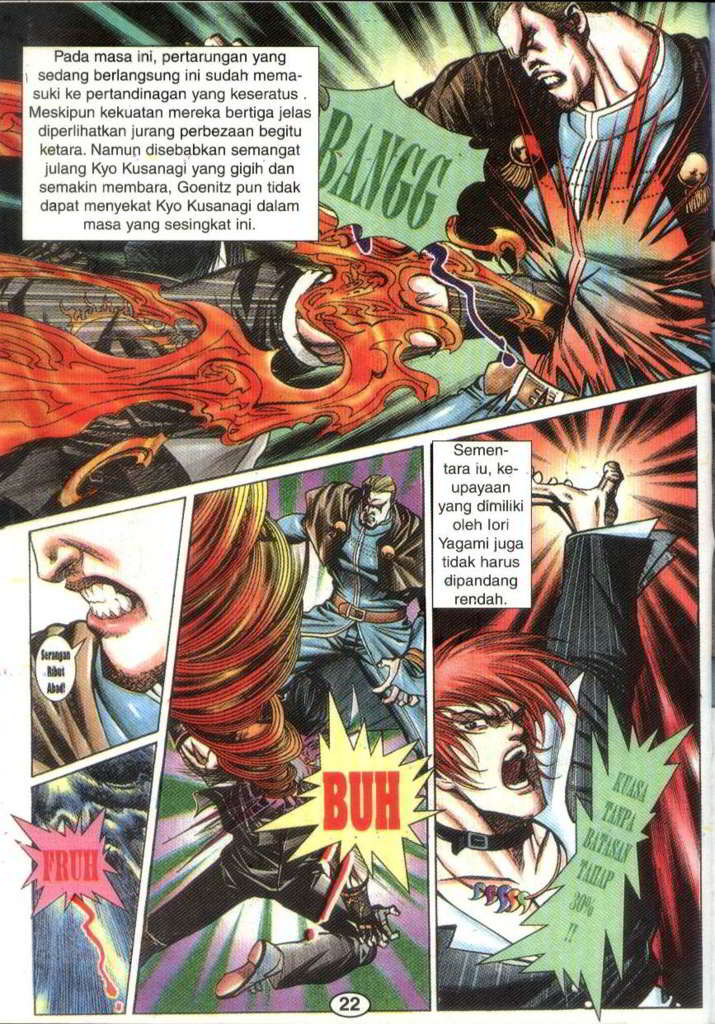 Pada masa ini, pertarungan yang
sedang berlangsung ini sudah mema-
suki ke pertandinagan yang keseratus .
Meskipun kekuatan mereka bertiga jelas
diperlihatkan jurang perbezaan begitu
ketara. Namun disebabkan semangat
julang Kyo Kusanagi yang gigih dan
semakin membara, Goenitz pun tidak
dapat menyekat Kyo Kusanagi dalam
masa yang sesingkat ini.
BANGG
Serangan
Ribut
Abad!
FRUH
BUH
Semen-
tara iu, ke-
upayaan
yang dimiliki
oleh Iori
Yagami juga
tidak harus
dipandang
rendah.
KUASA
TANPA
BATASAN
TAHAP
30%
!!
22